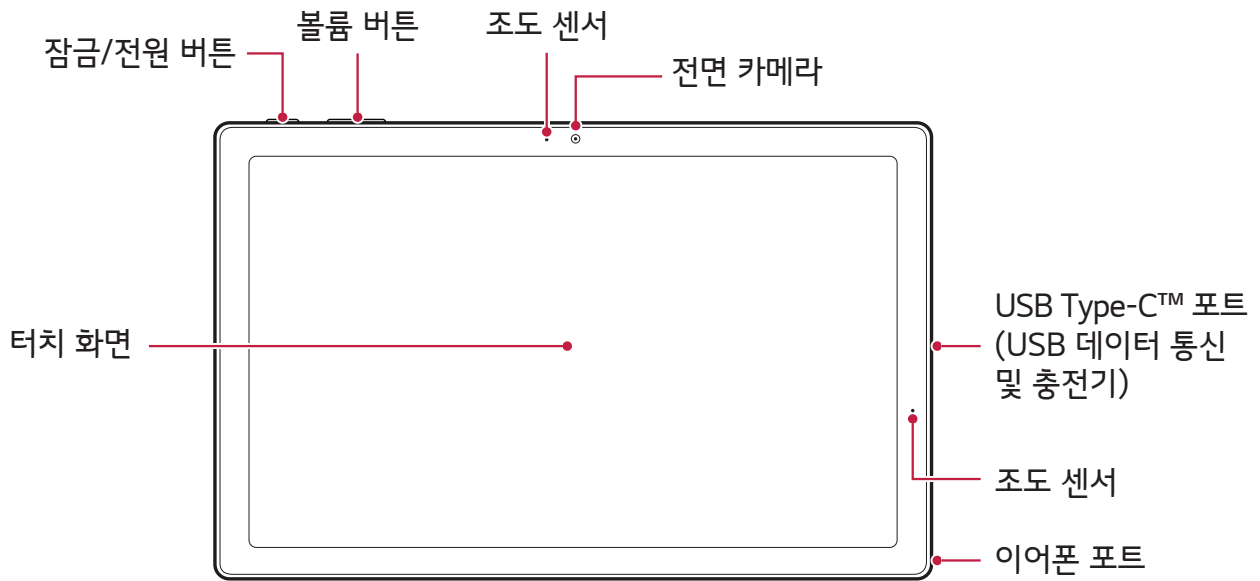 볼륨 버튼
조도 센서
잠금/전원 버튼
전면 카메라
터치 화면
USB Type-C™ 포트
(USB 데이터 통신
및 충전기)
조도 센서
이어폰 포트